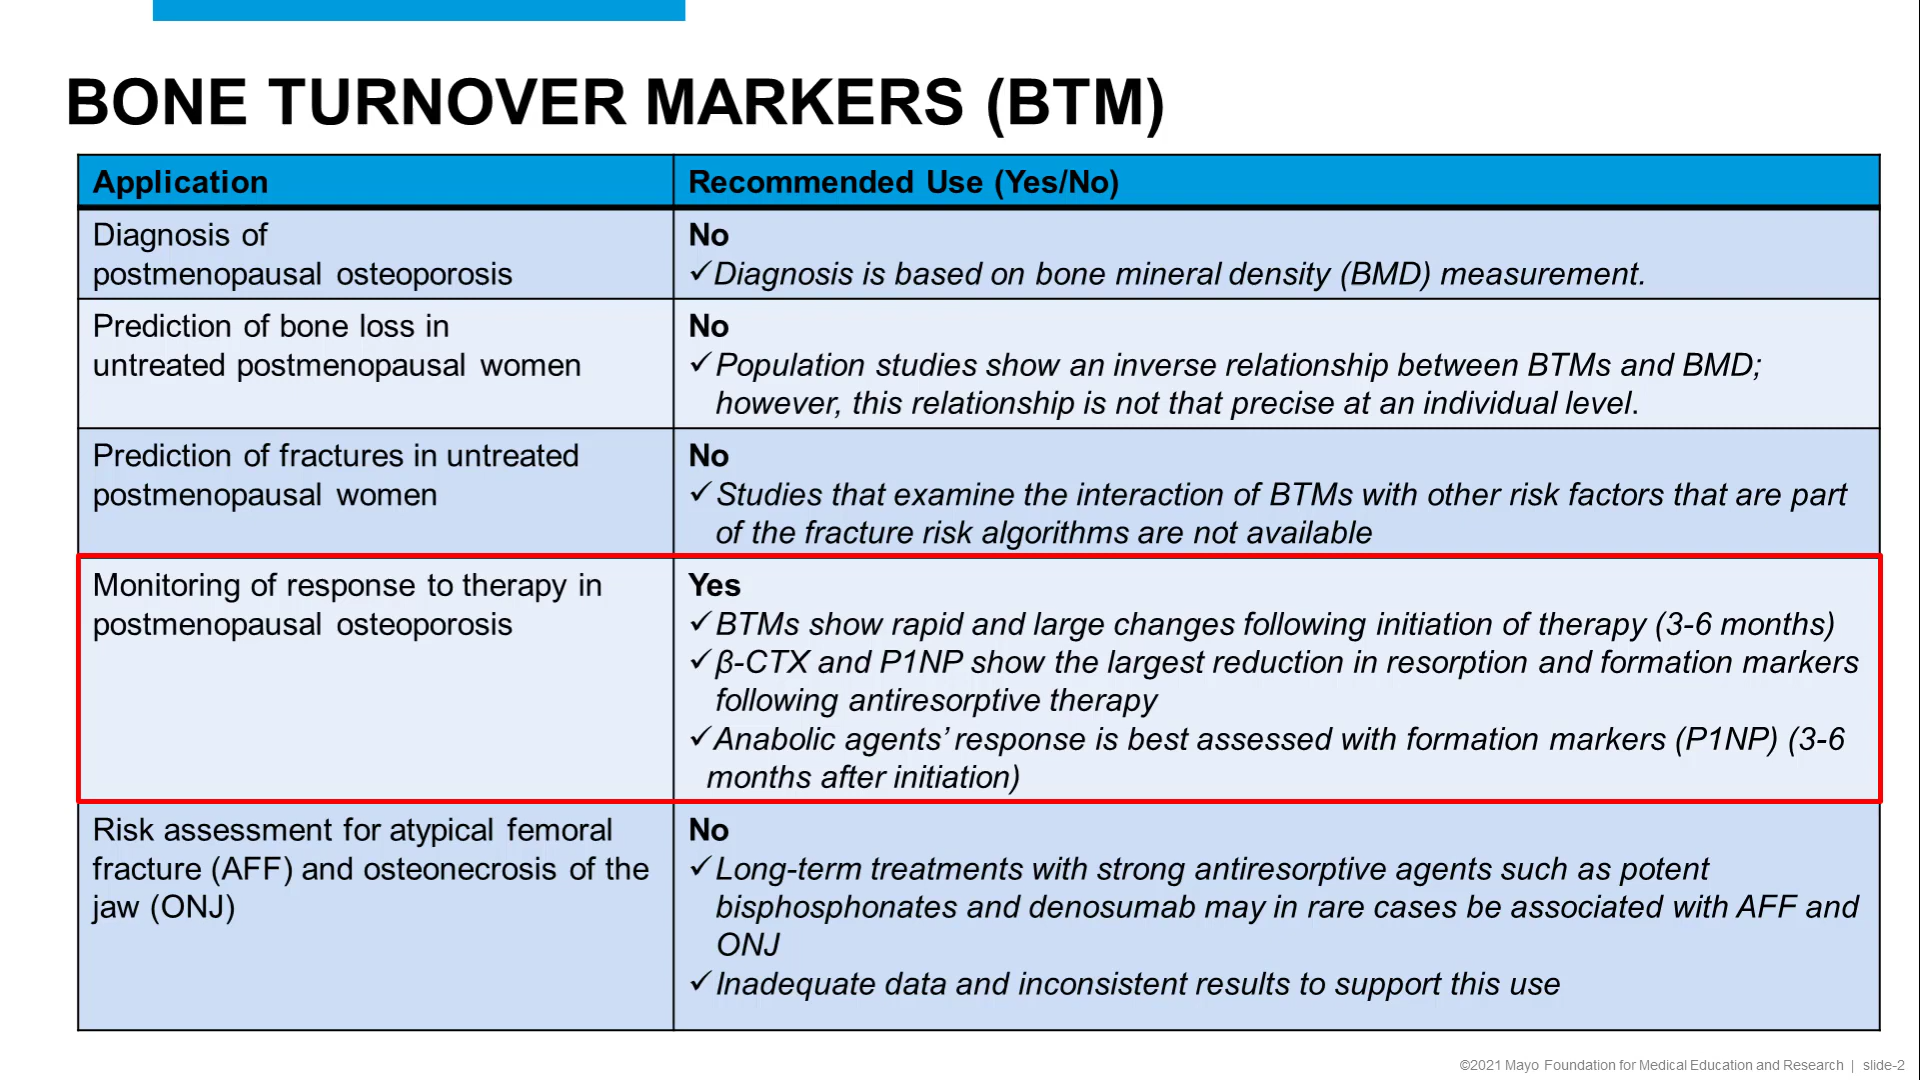 BONE TURNOVER MARKERS (BTM)
Application
Recommended Use (Yes/No)
Diagnosis of
postmenopausal osteoporosis
No
✓Diagnosis is based on bone mineral density (BMD) measurement.
Prediction of bone loss in
untreated postmenopausal women
No
✓Population studies show an inverse relationship between BTMs and BMD;
however, this relationship is not that precise at an individual level.
Prediction of fractures in untreated
postmenopausal women
No
✓Studies that examine the interaction of BTMs with other risk factors that are part
of the fracture risk algorithms are not available
Monitoring of response to therapy in
postmenopausal osteoporosis
Yes
✓BTMs show rapid and large changes following initiation of therapy (3-6 months)
✓β-CTX and P1NP show the largest reduction in resorption and formation markers
following antiresorptive therapy
✓Anabolic agents’ response is best assessed with formation markers (P1NP) (3-6
months after initiation)
Risk assessment for atypical femoral
fracture (AFF) and osteonecrosis of the
jaw (ONJ)
No
✓Long-term treatments with strong antiresorptive agents such as potent
bisphosphonates and denosumab may in rare cases be associated with AFF and
ONJ
✓Inadequate data and inconsistent results to support this use
©2021 Mayo Foundation for Medical Education and Research | slide-2